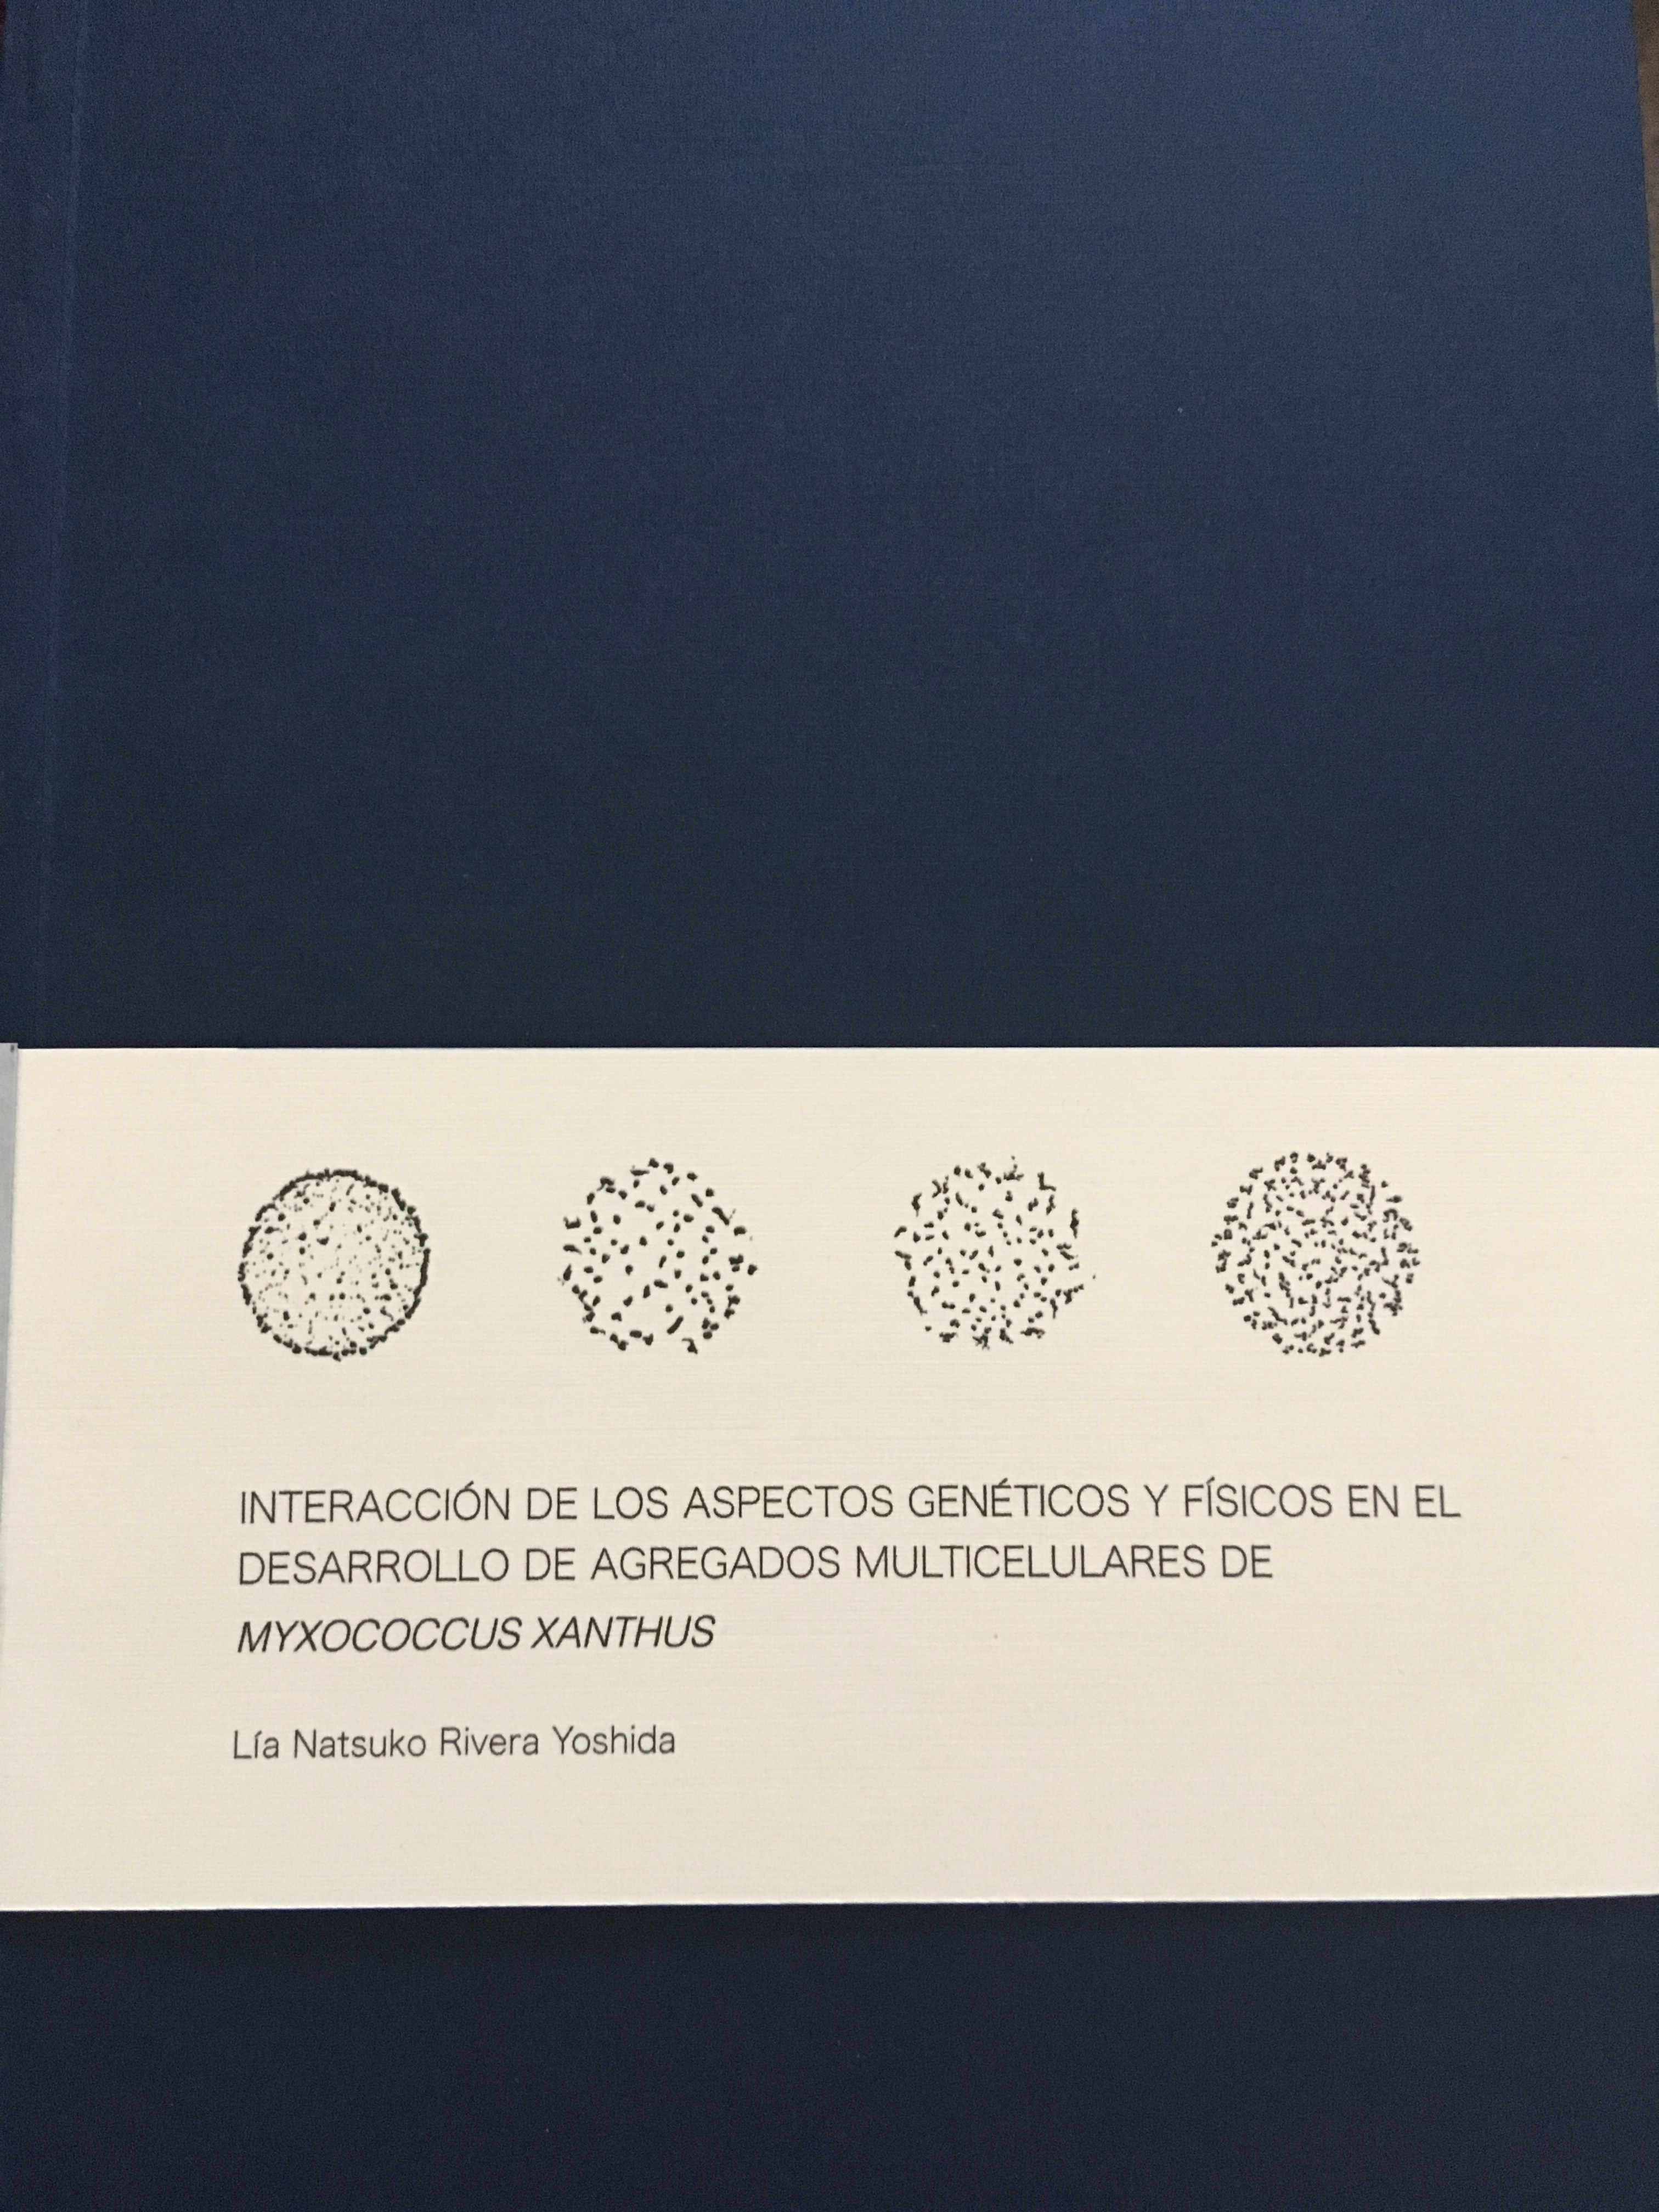 INTERACCIÓN DE LOS ASPECTOS GENÉTICOS Y FÍSICOS EN EL
DESARROLLO DE AGREGADOS MULTICELULARES DE
MYXOCOCCUS XANTHUS
Lía Natsuko Rivera Yoshida